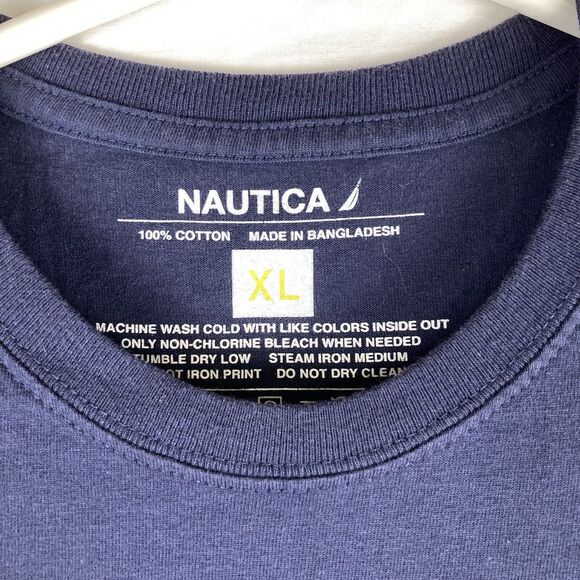 NAUTICA
100% COTTON MADE IN BANGLADESH
XL
MACHINE WASH COLD WITH LIKE COLORS INSIDE OUT
ONLY NON-CHLORINE BLEACH WHEN NEEDED
TUMBLE DRY LOW STEAM IRON MEDIUM
IRON PRINT DO NOT DRY CLEAN